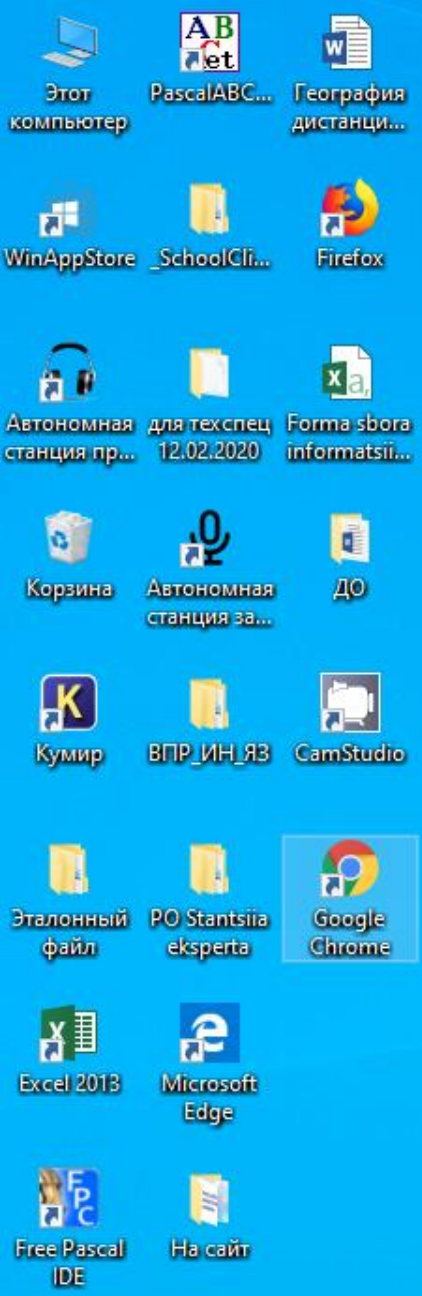 Этот
компьютер
PascalABC...
География
дистанци...
WinAppStore
_SchoolCli...
Firefox
Автономная
станция пр...
для техспец
12.02.2020
Forma sbora
informatsii...
Корзина
Автономная
станция за...
ДО
Кумир
ВПР_ИН_ЯЗ
CamStudio
Эталонный
файл
PO Stantsiia
eksperta
Google
Chrome
Excel 2013
Microsoft
Edge
Free Pascal
IDE
На сайт